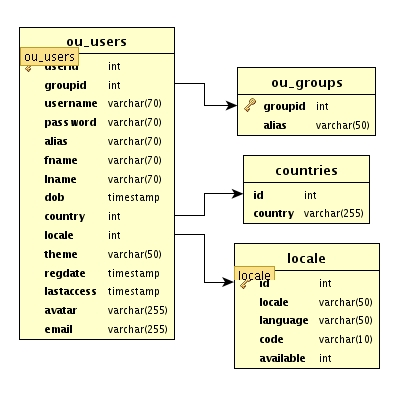 ou_users
ou_users
userid int
groupid int
username varchar(70)
password varchar(70)
alias varchar(70)
fname varchar(70)
lname varchar(70)
dob timestamp
country int
locale int
theme varchar(50)
regdate timestamp
lastaccess timestamp
avatar varchar(255)
email varchar(255)
ou_groups
groupid int
alias varchar(50)
countries
id int
country varchar(255)
locale
locale
id int
locale varchar(50)
language varchar(50)
code varchar(10)
available int